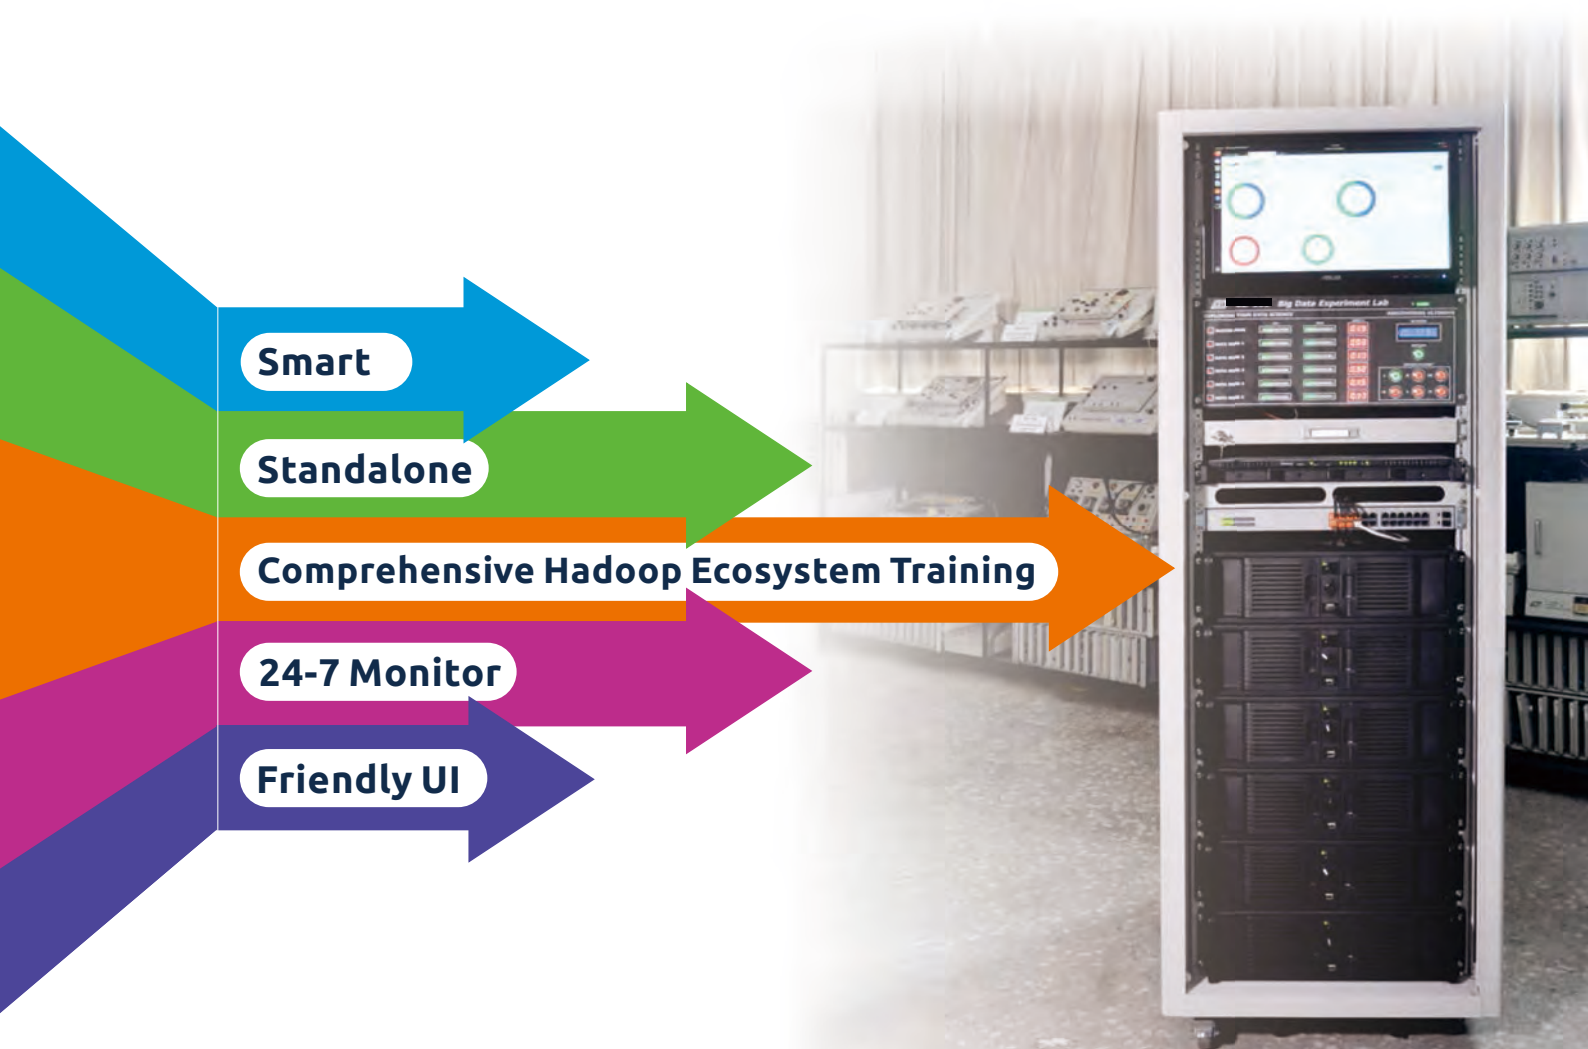 Smart
Standalone
Comprehensive Hadoop Ecosystem Training
24-7 Monitor
Friendly UI
Big Data Experiment Lab